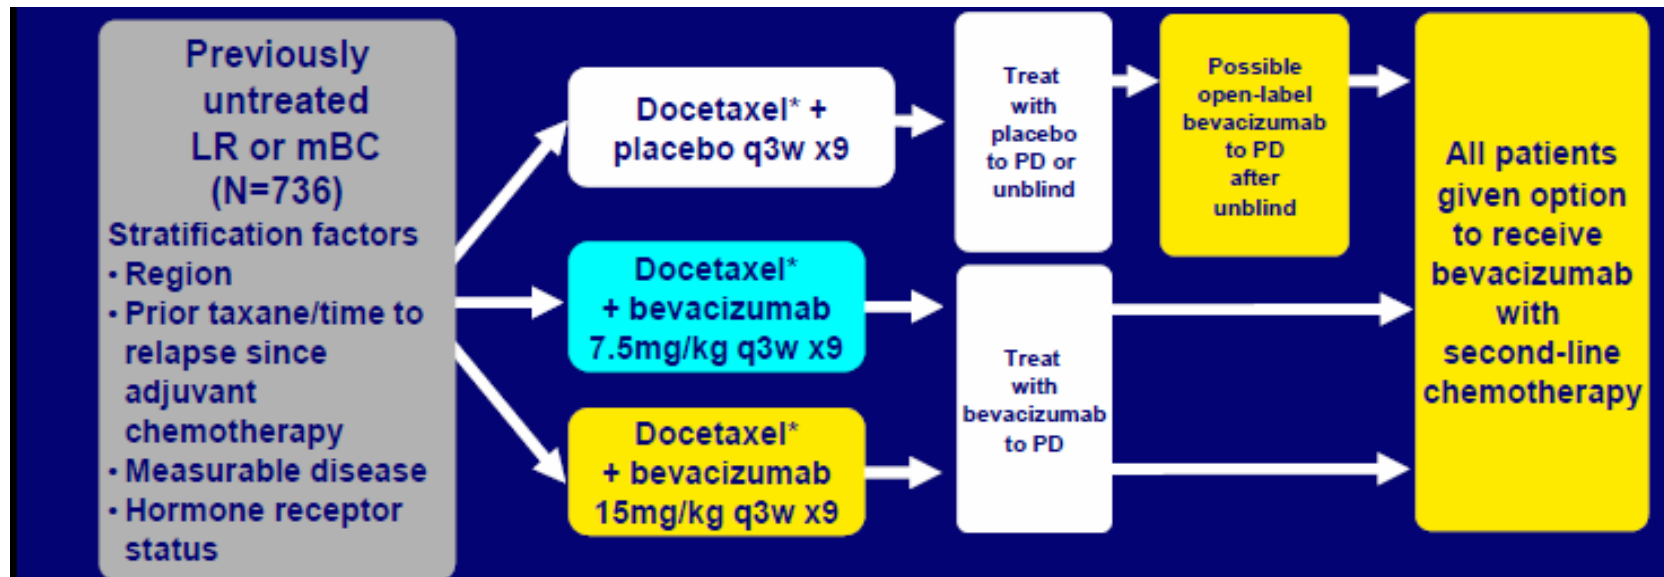 Previously
untreated
LR or mBC
(N=736)
Stratification factors
• Region
• Prior taxane/time to
relapse since
adjuvant
chemotherapy
• Measurable disease
• Hormone receptor
status
Docetaxel* +
placebo q3w x9
Docetaxel*
+ bevacizumab
7.5mg/kg q3w x9
Docetaxel*
+ bevacizumab
15mg/kg q3w x9
Treat
with
placebo
to PD or
unblind
Treat
with
bevacizumab
to PD
Possible
open-label
bevacizumab
to PD
after
unblind
All patients
given option
to receive
bevacizumab
with
second-line
chemotherapy